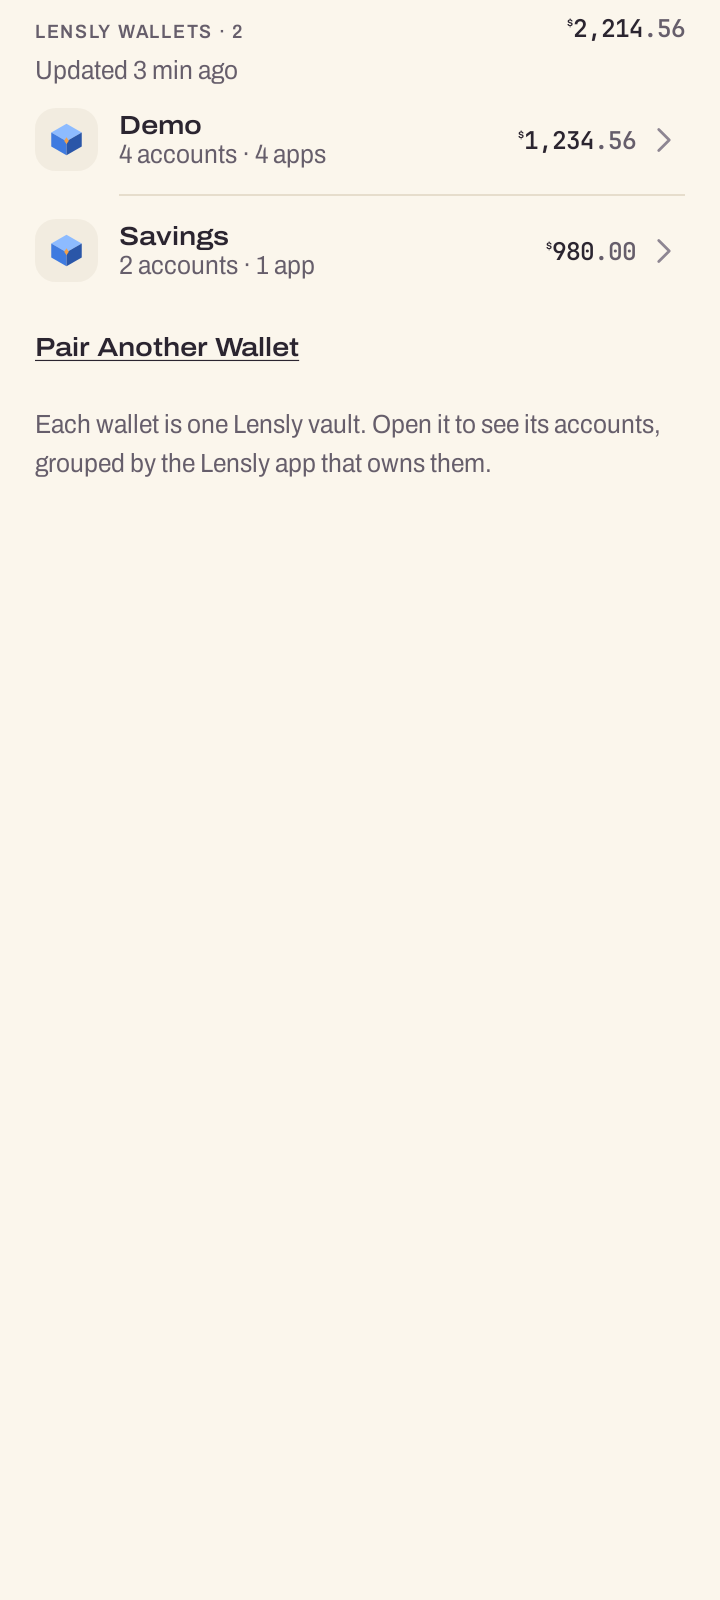 LENSLY WALLETS · 2
$2,214.56
Updated 3 min ago
Demo
4 accounts · 4 apps
$1,234.56
Savings
2 accounts · 1 app
$980.00
Pair Another Wallet
Each wallet is one Lensly vault. Open it to see its accounts,
grouped by the Lensly app that owns them.